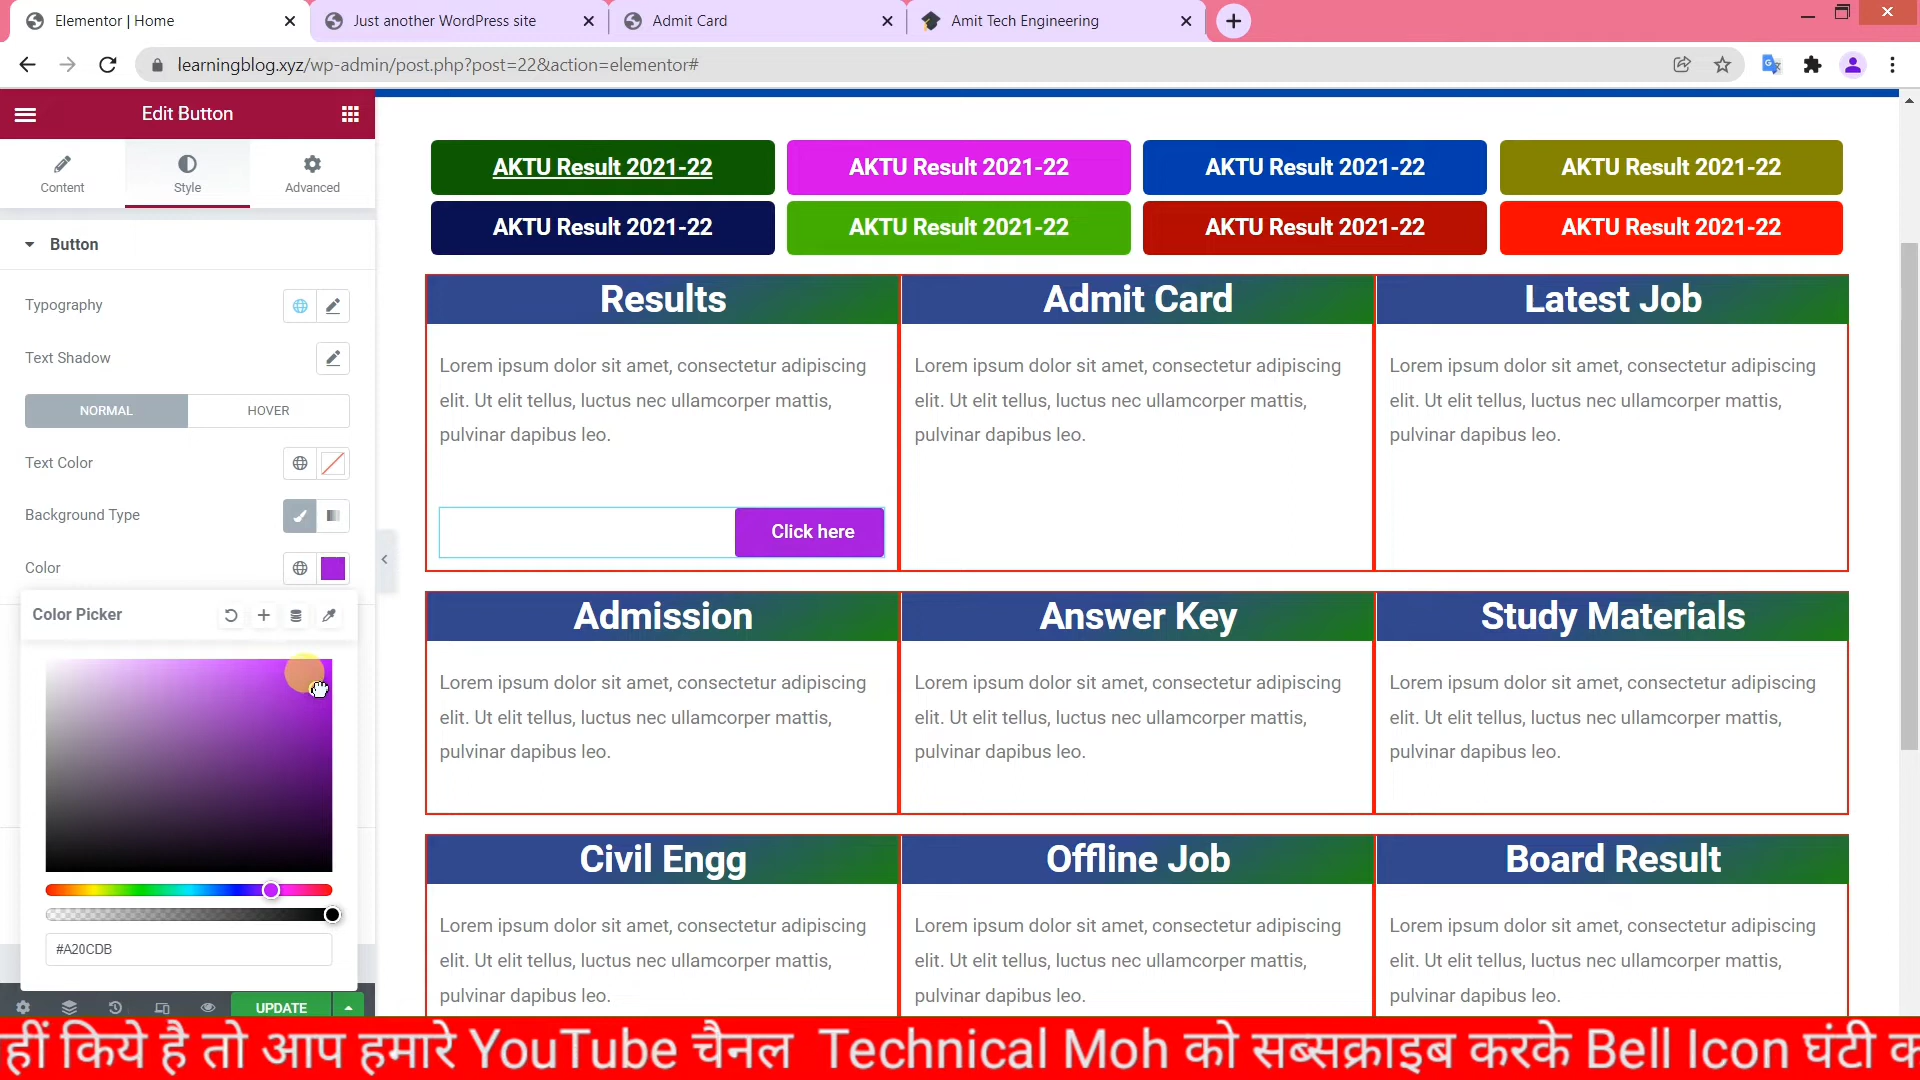 Elementor | Home
Just another WordPress site
Admit Card
Amit Tech Engineering
learningblog.xyz/wp-admin/post.php?post=22&action=elementor#
Edit Button
Content
Style
Advanced
Button
Typography
Text Shadow
NORMAL
HOVER
Text Color
Background Type
Color
Color Picker
#A20CDB
UPDATE
AKTU Result 2021-22
AKTU Result 2021-22
AKTU Result 2021-22
AKTU Result 2021-22
AKTU Result 2021-22
AKTU Result 2021-22
AKTU Result 2021-22
AKTU Result 2021-22
Results
Lorem ipsum dolor sit amet, consectetur adipiscing
elit. Ut elit tellus, luctus nec ullamcorper mattis,
pulvinar dapibus leo.
Click here
Admit Card
Lorem ipsum dolor sit amet, consectetur adipiscing
elit. Ut elit tellus, luctus nec ullamcorper mattis,
pulvinar dapibus leo.
Latest Job
Lorem ipsum dolor sit amet, consectetur adipiscing
elit. Ut elit tellus, luctus nec ullamcorper mattis,
pulvinar dapibus leo.
Admission
Lorem ipsum dolor sit amet, consectetur adipiscing
elit. Ut elit tellus, luctus nec ullamcorper mattis,
pulvinar dapibus leo.
Answer Key
Lorem ipsum dolor sit amet, consectetur adipiscing
elit. Ut elit tellus, luctus nec ullamcorper mattis,
pulvinar dapibus leo.
Study Materials
Lorem ipsum dolor sit amet, consectetur adipiscing
elit. Ut elit tellus, luctus nec ullamcorper mattis,
pulvinar dapibus leo.
Civil Engg
Lorem ipsum dolor sit amet, consectetur adipiscing
elit. Ut elit tellus, luctus nec ullamcorper mattis,
pulvinar dapibus leo.
Offline Job
Lorem ipsum dolor sit amet, consectetur adipiscing
elit. Ut elit tellus, luctus nec ullamcorper mattis,
pulvinar dapibus leo.
Board Result
Lorem ipsum dolor sit amet, consectetur adipiscing
elit. Ut elit tellus, luctus nec ullamcorper mattis,
pulvinar dapibus leo.
हीं किये है तो आप हमारे YouTube चैनल Technical Moh को सब्सक्राइब करके Bell Icon घंटी